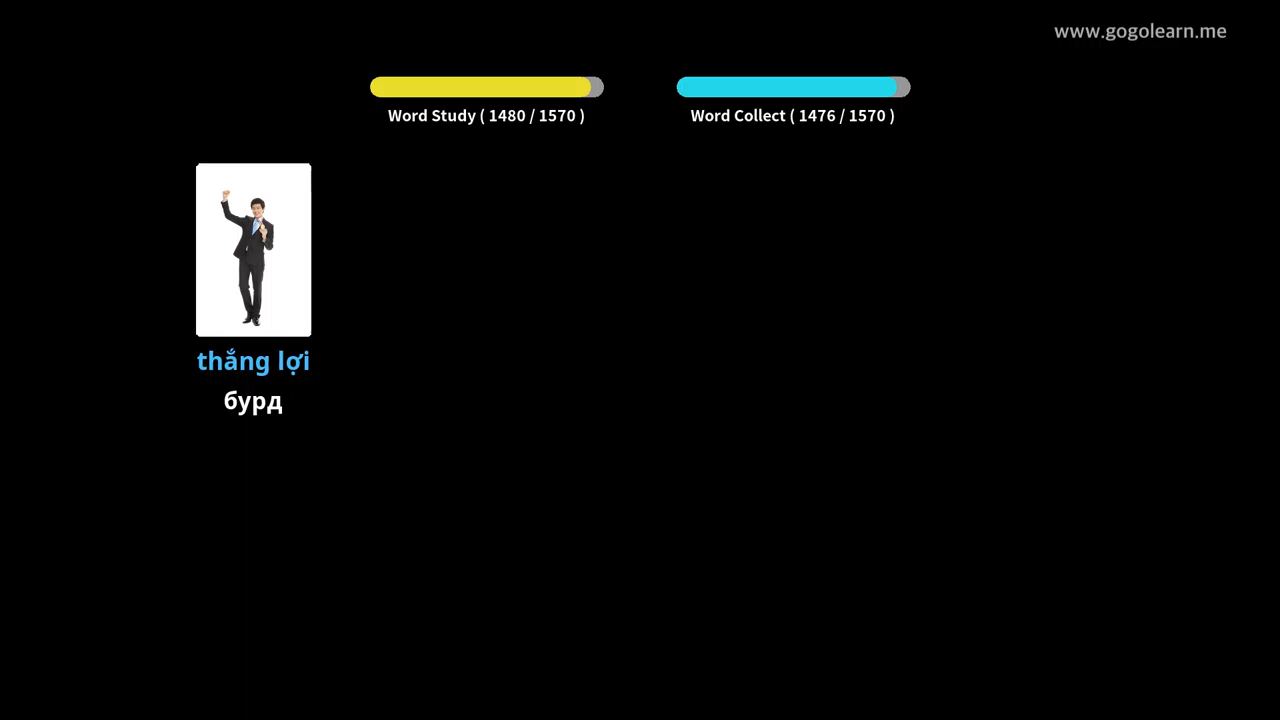 www.gogolearn.me
Word Study ( 1480 / 1570 )
Word Collect ( 1476 / 1570 )
thắng lợi
бурд